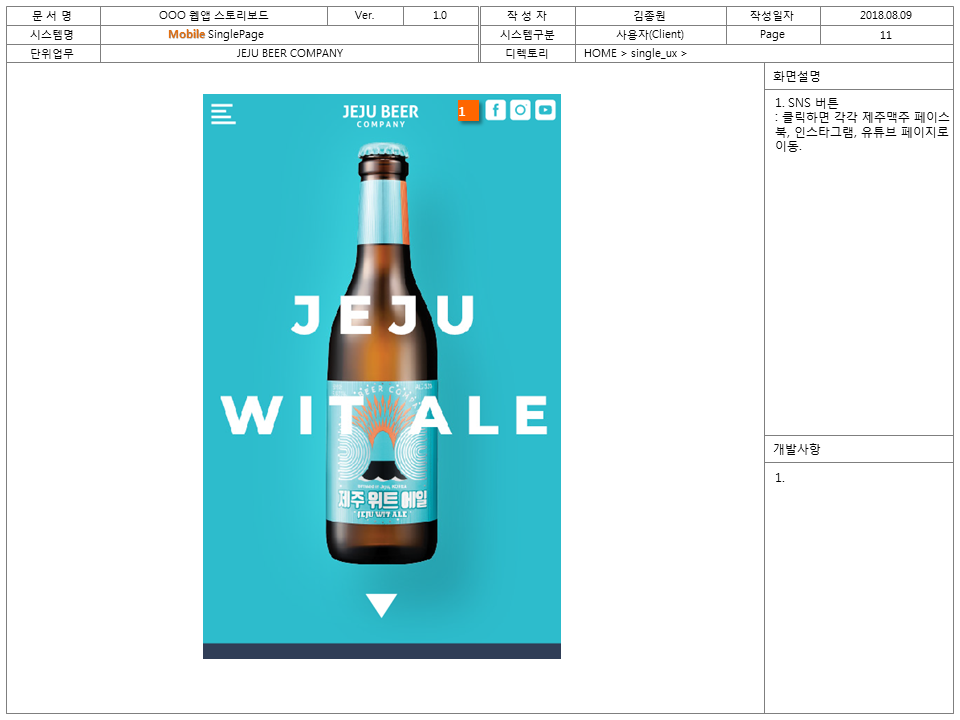 문 서 명 OOO 웹앱 스토리보드 Ver. 1.0 작 성 자 김종원 작성일자 2018.08.09
시스템명 Mobile SinglePage 시스템구분 사용자(Client) Page 11
단위업무 JEJU BEER COMPANY 디렉토리 HOME > single_ux >
화면설명
1. SNS 버튼
: 클릭하면 각각 제주맥주 페이스
북, 인스타그램, 유튜브 페이지로
이동.
JEJU BEER
COMPANY
1
JEJU
WIT ALE
BEER COMPA
제주 위트 에일
JEJU WIT ALE
개발사항
1.